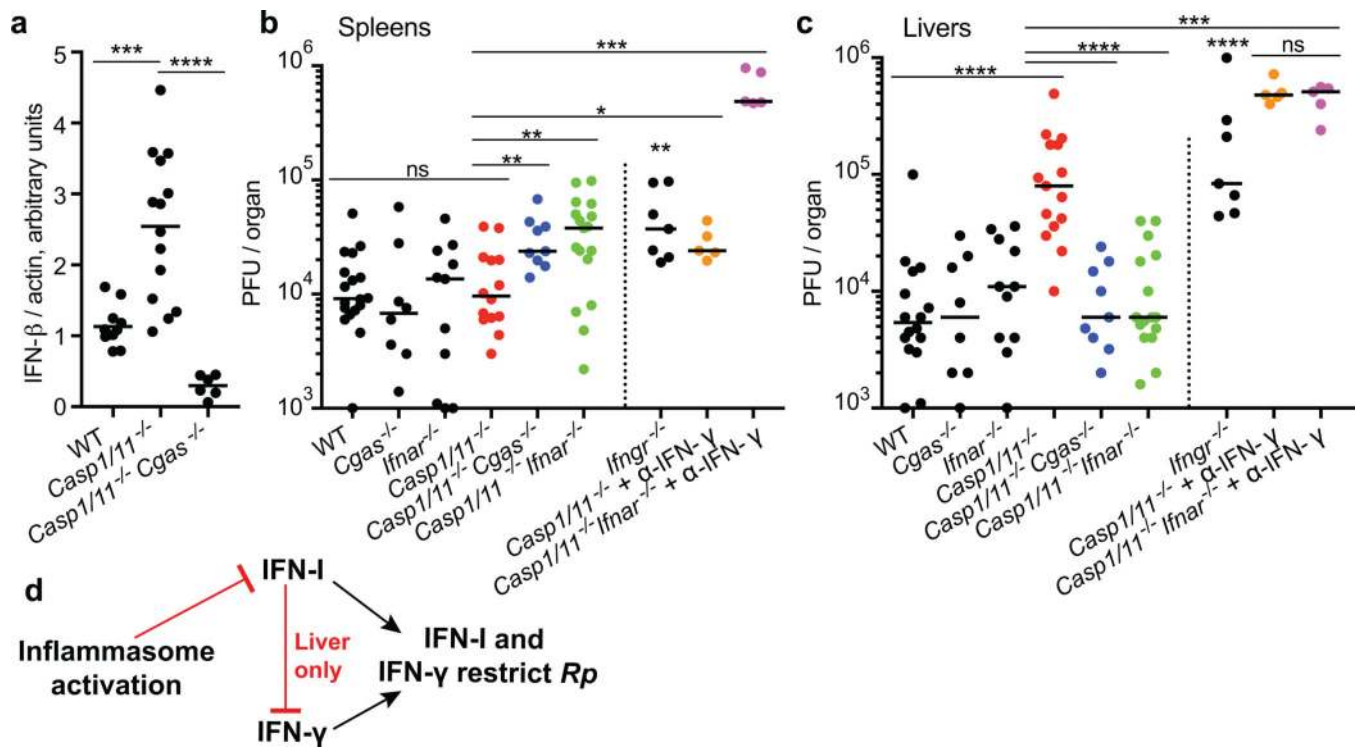 a
IFN-β / actin, arbitrary units
5
4
3
2
1
0
*** ****
WT
Casp1/11-/-
Casp1/11-/- Cgas-/-
b Spleens
PFU / organ
10^6
10^5
10^4
10^3
***
*
**
**
ns
**
WT
Cgas-/-
Ifnar-/-
Casp1/11-/-
Casp1/11-/- Cgas-/-
Casp1/11-/- Ifnar-/-
Ifngr-/-
Casp1/11-/- + α-IFN-γ
Casp1/11-/- Ifnar-/- + α-IFN-γ
c Livers
PFU / organ
10^6
10^5
10^4
10^3
***
****
****
****
ns
WT
Cgas-/-
Ifnar-/-
Casp1/11-/-
Casp1/11-/- Cgas-/-
Casp1/11-/- Ifnar-/-
Ifngr-/-
Casp1/11-/- + α-IFN-γ
Casp1/11-/- Ifnar-/- + α-IFN-γ
d
IFN-I
Inflammasome
activation
Liver
only
IFN-I and
IFN-γ restrict Rp
IFN-γ